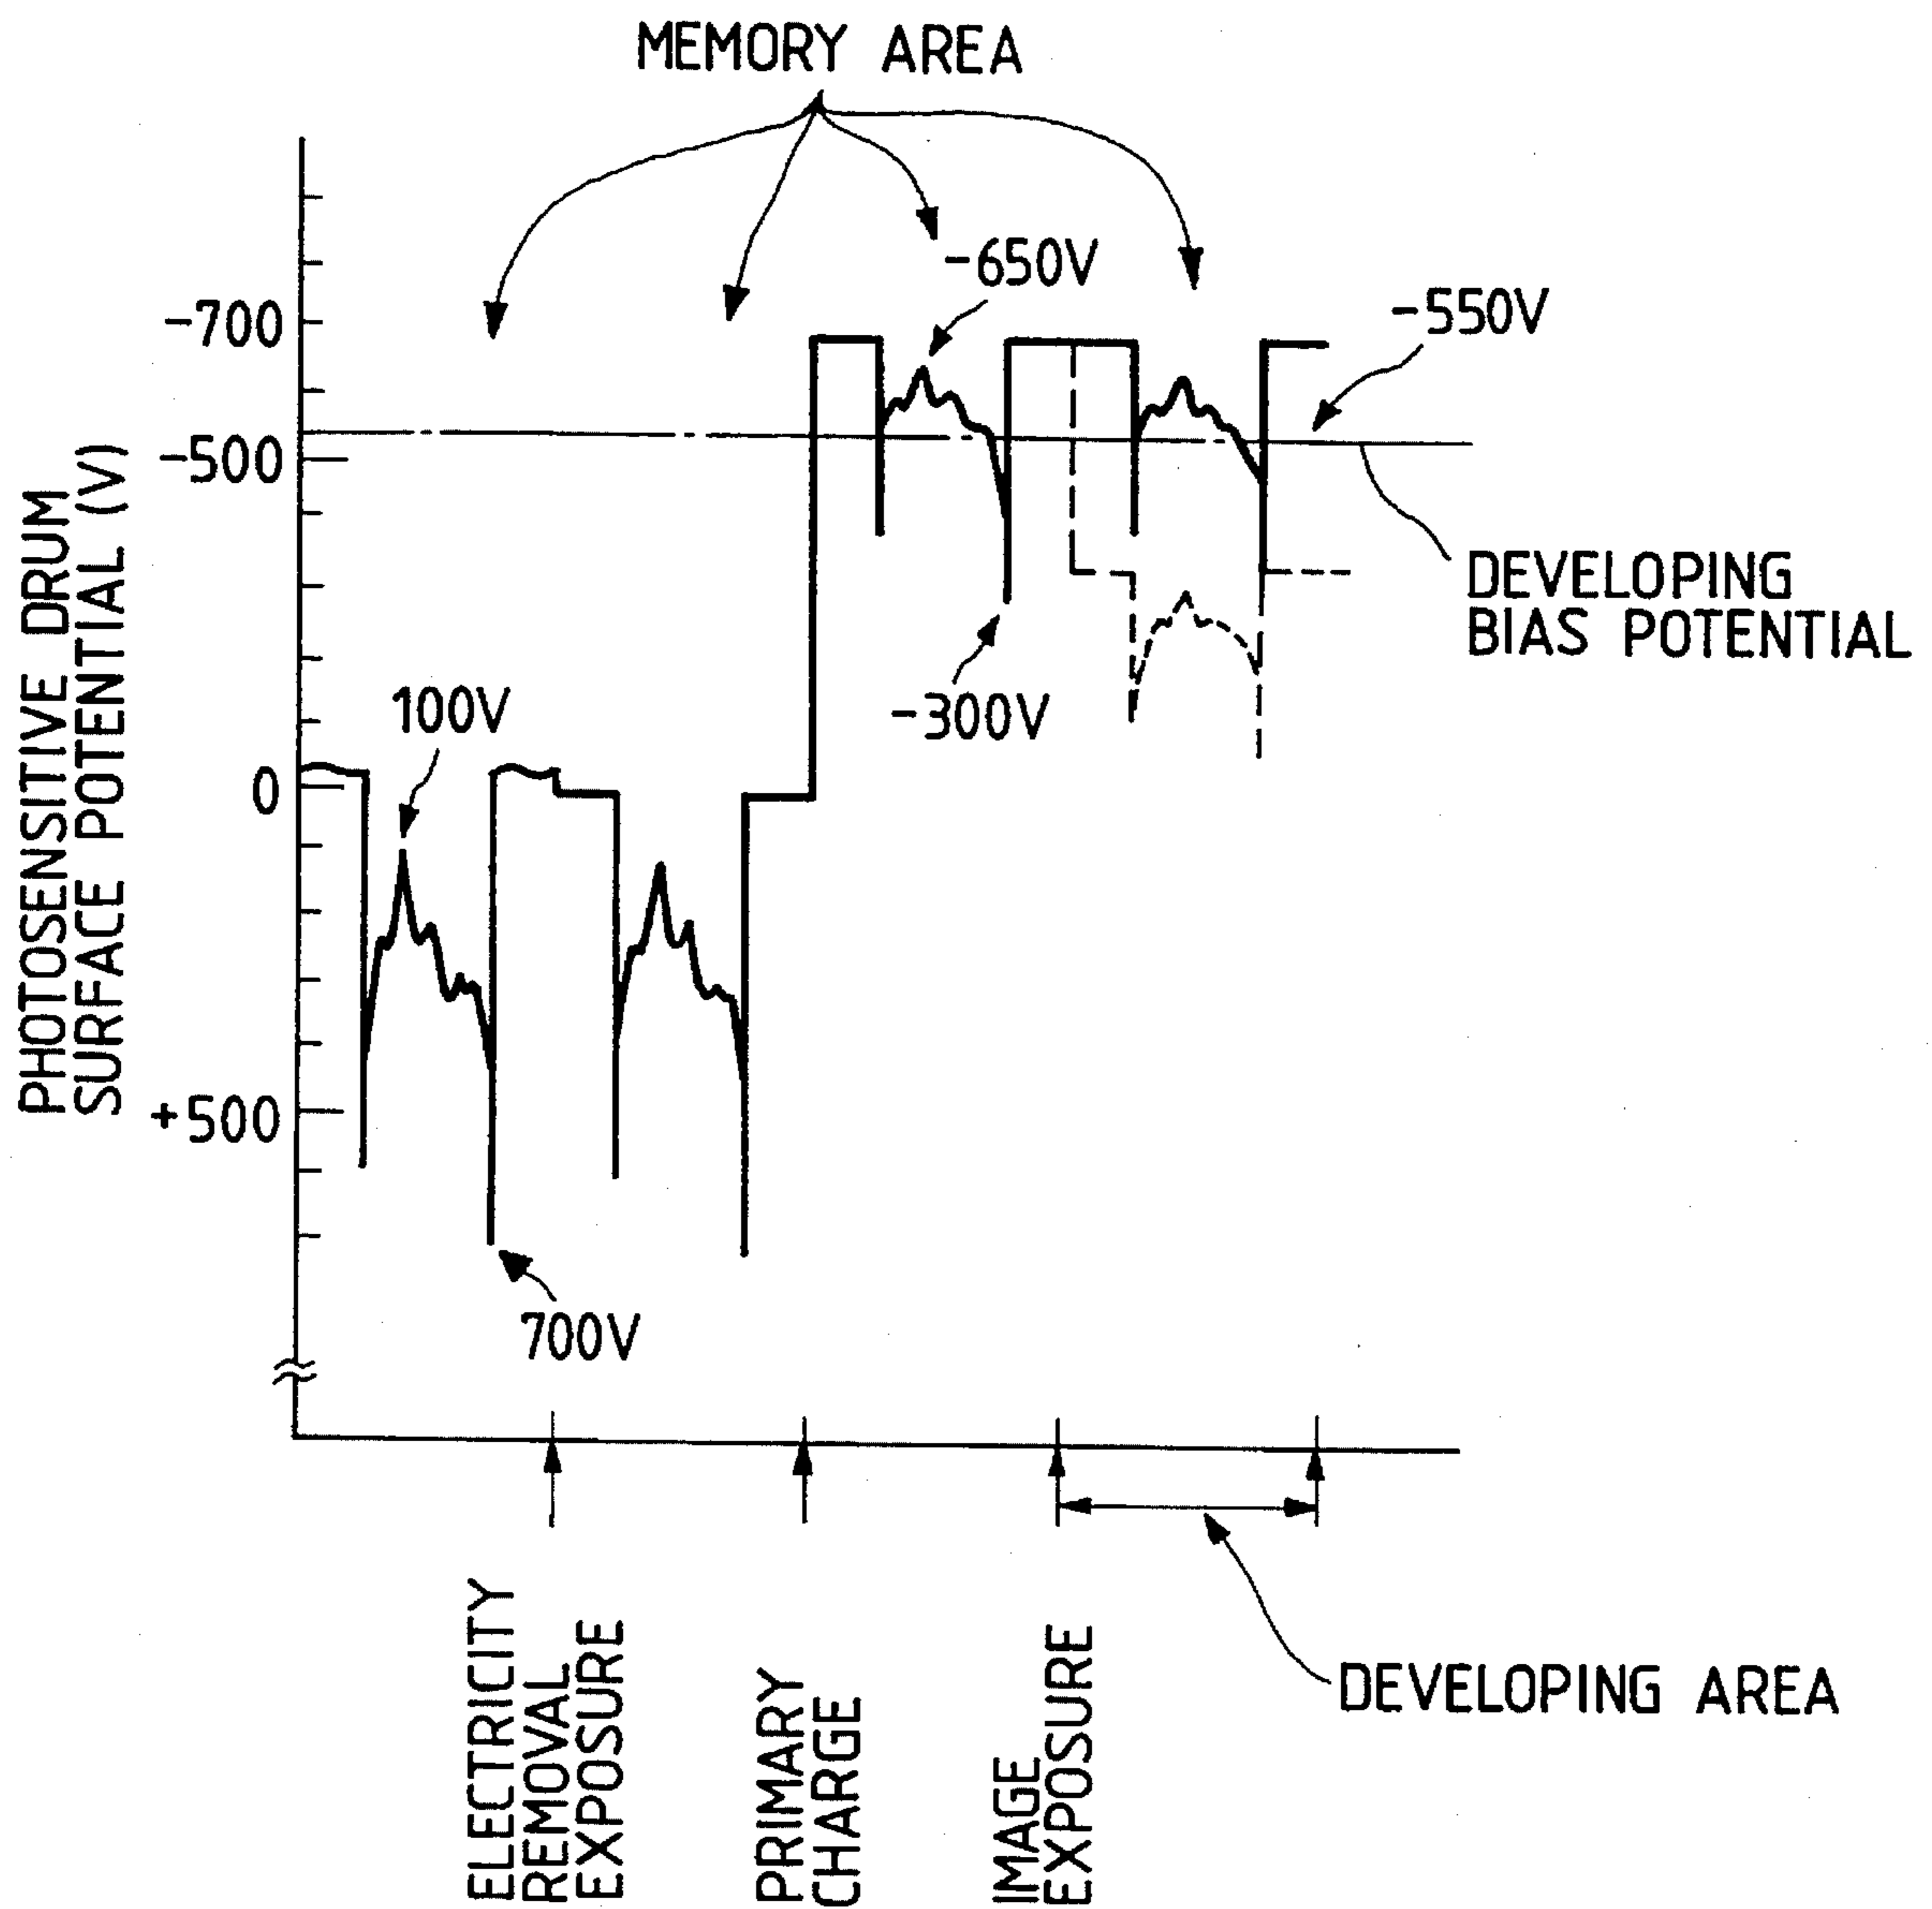 MEMORY AREA
-650V
-550V
-700
-500
0
+500
PHOTOSENSITIVE DRUM
SURFACE POTENTIAL (V)
100V
-300V
700V
DEVELOPING
BIAS POTENTIAL
ELECTRICITY
REMOVAL
EXPOSURE
PRIMARY
CHARGE
IMAGE
EXPOSURE
DEVELOPING AREA